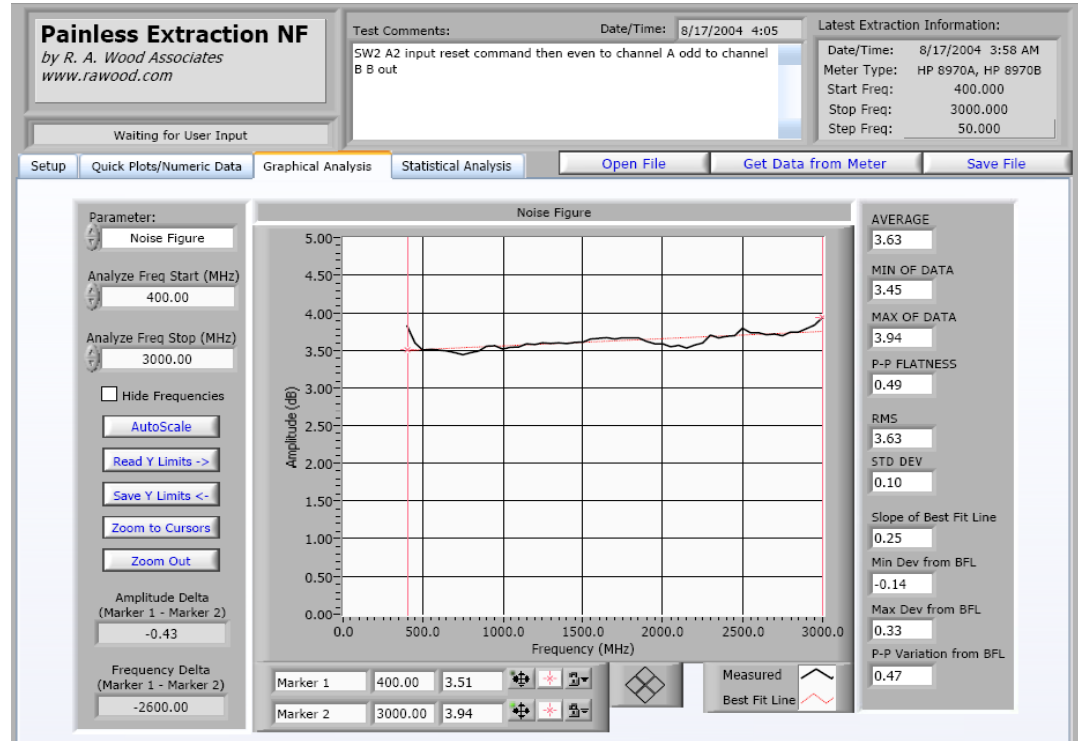 Painless Extraction NF
by R. A. Wood Associates
www.rawood.com
Waiting for User Input
Test Comments:
Date/Time: 8/17/2004 4:05
SW2 A2 input reset command then even to channel A odd to channel
B B out
Latest Extraction Information:
Date/Time: 8/17/2004 3:58 AM
Meter Type: HP 8970A, HP 8970B
Start Freq: 400.000
Stop Freq: 3000.000
Step Freq: 50.000
Setup
Quick Plots/Numeric Data
Graphical Analysis
Statistical Analysis
Open File
Get Data from Meter
Save File
Parameter:
Noise Figure
Analyze Freq Start (MHz)
400.00
Analyze Freq Stop (MHz)
3000.00
Hide Frequencies
AutoScale
Read Y Limits ->
Save Y Limits <-
Zoom to Cursors
Zoom Out
Amplitude Delta
(Marker 1 - Marker 2)
-0.43
Frequency Delta
(Marker 1 - Marker 2)
-2600.00
Noise Figure
Amplitude (dB)
5.00
4.50
4.00
3.50
3.00
2.50
2.00
1.50
1.00
0.50
0.00
0.0 500.0 1000.0 1500.0 2000.0 2500.0 3000.0
Frequency (MHz)
Marker 1 400.00 3.51
Marker 2 3000.00 3.94
Measured
Best Fit Line
AVERAGE
3.63
MIN OF DATA
3.45
MAX OF DATA
3.94
P-P FLATNESS
0.49
RMS
3.63
STD DEV
0.10
Slope of Best Fit Line
0.25
Min Dev from BFL
-0.14
Max Dev from BFL
0.33
P-P Variation from BFL
0.47